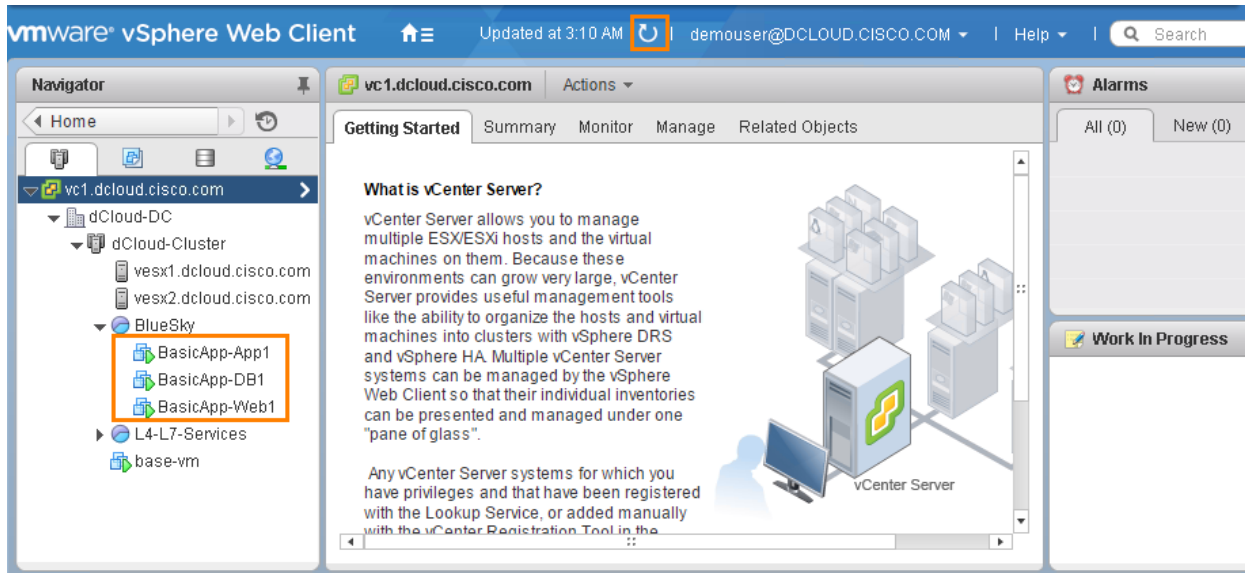 vmware® vSphere Web Client
Updated at 3:10 AM
demouser@DCLOUD.CISCO.COM
Help
Search
Navigator
Home
vc1.dcloud.cisco.com
dCloud-DC
dCloud-Cluster
vesx1.dcloud.cisco.com
vesx2.dcloud.cisco.com
BlueSky
BasicApp-App1
BasicApp-DB1
BasicApp-Web1
L4-L7-Services
base-vm
vc1.dcloud.cisco.com Actions
Getting Started Summary Monitor Manage Related Objects
What is vCenter Server?
vCenter Server allows you to manage
multiple ESX/ESXi hosts and the virtual
machines on them. Because these
environments can grow very large, vCenter
Server provides useful management tools
like the ability to organize the hosts and virtual
machines into clusters with vSphere DRS
and vSphere HA. Multiple vCenter Server
systems can be managed by the vSphere
Web Client so that their individual inventories
can be presented and managed under one
"pane of glass".
Any vCenter Server systems for which you
have privileges and that have been registered
with the Lookup Service, or added manually
with the vCenter Registration Tool in the
vCenter Server
Alarms
All (0) New (0)
Work In Progress